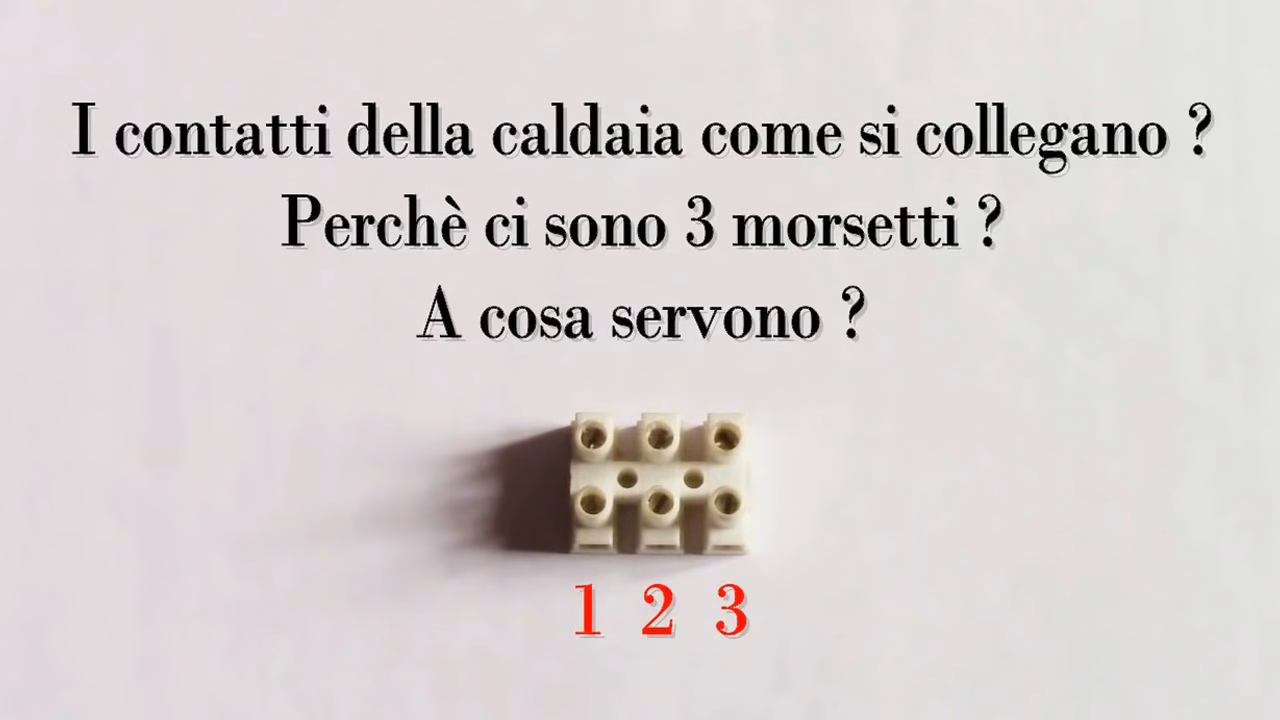 I contatti della caldaia come si collegano ?
Perchè ci sono 3 morsetti ?
A cosa servono ?
1 2 3